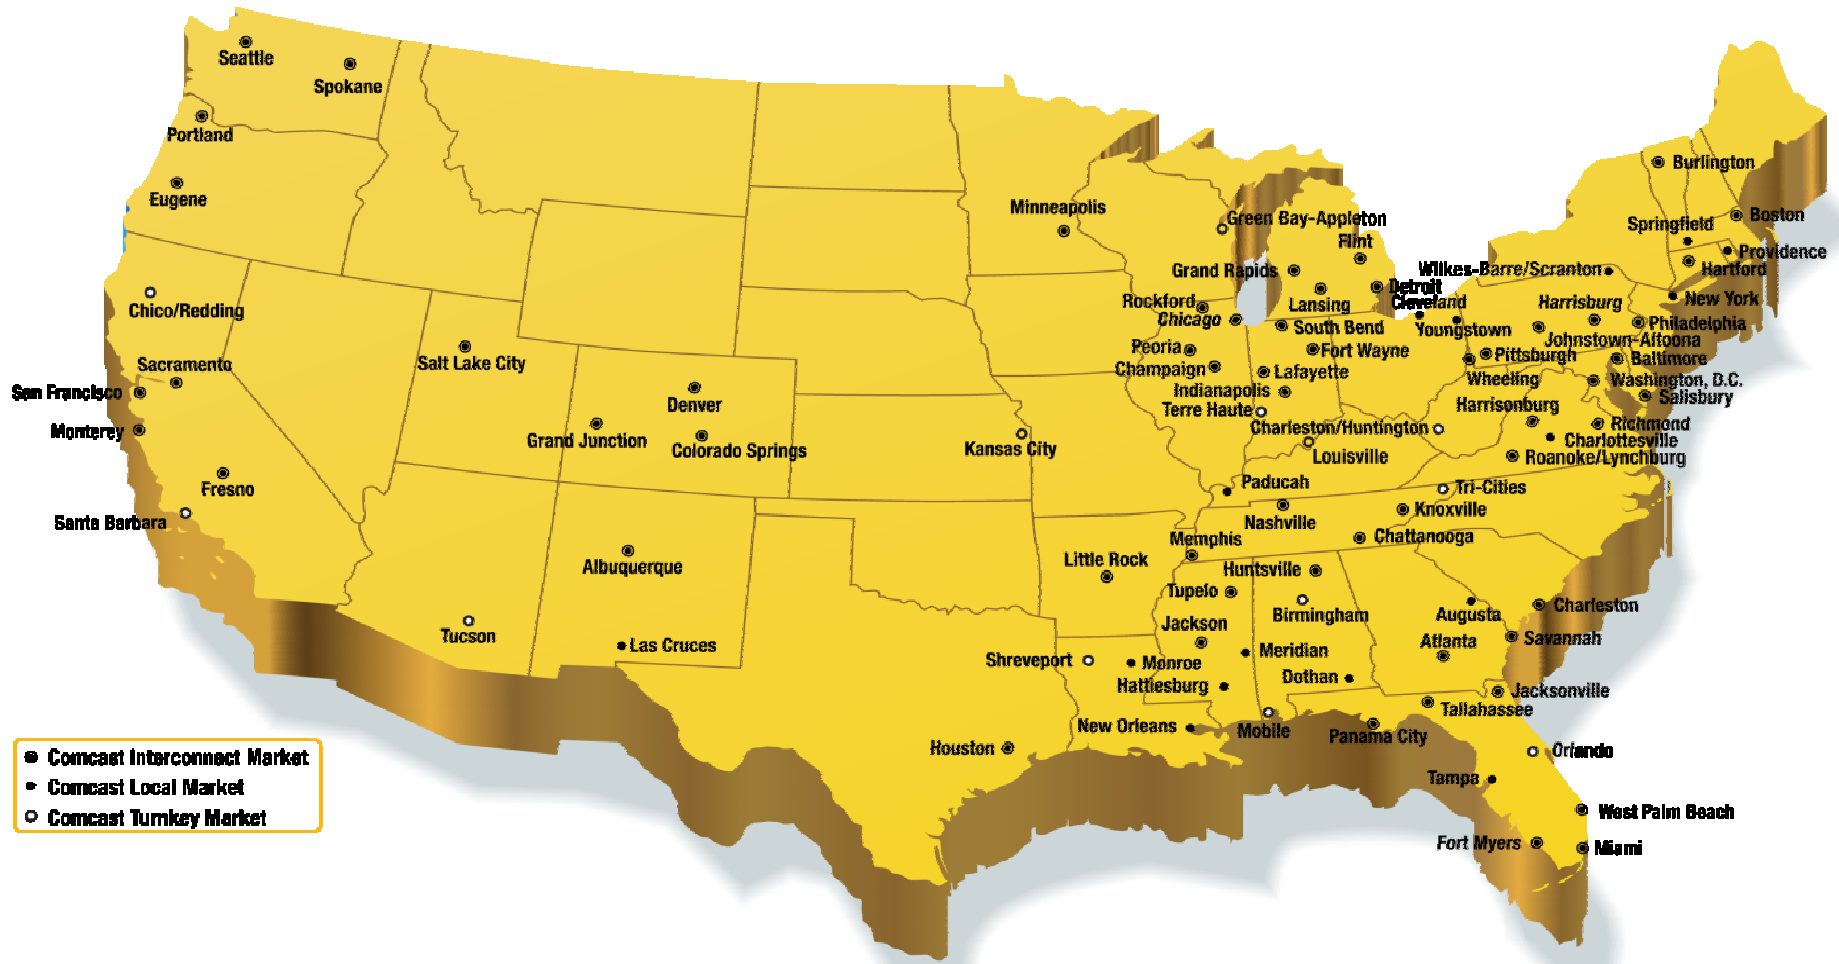 Seattle
Spokane
Portland
Eugene
Chico/Redding
Sacramento
San Francisco
Monterey
Fresno
Santa Barbara
Salt Lake City
Denver
Grand Junction
Colorado Springs
Albuquerque
Tucson
Las Cruces
Minneapolis
Green Bay-Appleton
Flint
Grand Rapids
Lansing
Detroit
Cleveland
Rockford
Chicago
South Bend
Youngstown
Peoria
Fort Wayne
Champaign
Lafayette
Indianapolis
Terre Haute
Kansas City
Charleston/Huntington
Louisville
Paducah
Nashville
Memphis
Little Rock
Tri-Cities
Knoxville
Chattanooga
Huntsville
Tupelo
Birmingham
Jackson
Meridian
Shreveport
Monroe
Hattiesburg
Dothan
New Orleans
Mobile
Houston
Panama City
Tallahassee
Augusta
Atlanta
Charleston
Savannah
Jacksonville
Orlando
Tampa
West Palm Beach
Fort Myers
Miami
Burlington
Boston
Springfield
Providence
Hartford
Wilkes-Barre/Scranton
New York
Harrisburg
Philadelphia
Johnstown-Altoona
Pittsburgh
Baltimore
Wheeling
Washington, D.C.
Salisbury
Harrisonburg
Richmond
Charlottesville
Roanoke/Lynchburg
Comcast Interconnect Market
Comcast Local Market
Comcast Turnkey Market